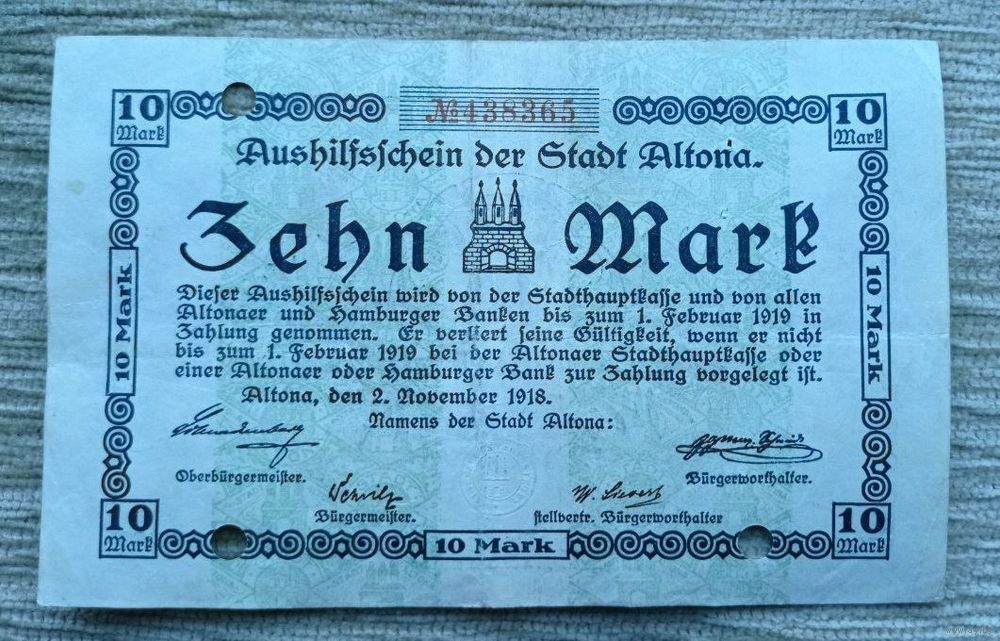 10 Mark
№438365
10 Mark
Aushilfsschein der Stadt Altona.
Zehn Mark
Dieser Aushilfsschein wird von der Stadthauptkasse und von allen
Altonaer und Hamburger Banken bis zum 1. Februar 1919 in
Zahlung genommen. Er verliert seine Gültigkeit, wenn er nicht
bis zum 1. Februar 1919 bei der Altonaer Stadthauptkasse oder
einer Altonaer oder Hamburger Bank zur Zahlung vorgelegt ist.
Altona, den 2. November 1918.
Namens der Stadt Altona:
10 Mark
10 Mark
Oberbürgermeister.
Bürgerworthalter.
W. Sievert
Bürgermeister.
stellvertr. Bürgerworthalter
10 Mark
10 Mark
10 Mark